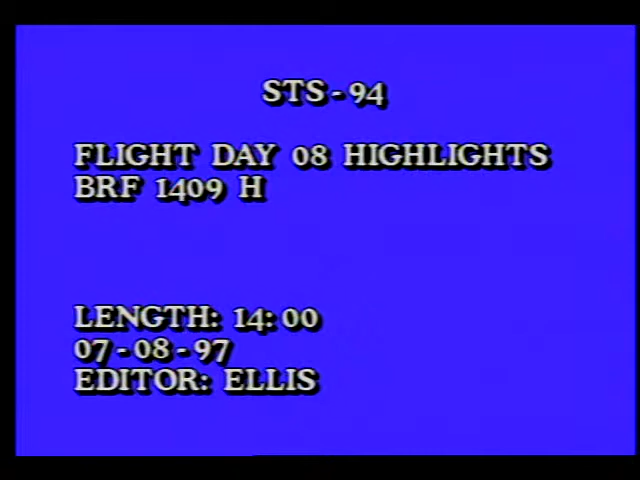 STS-94
FLIGHT DAY 08 HIGHLIGHTS
BRF 1409 H
LENGTH: 14:00
07-08-97
EDITOR: ELLIS